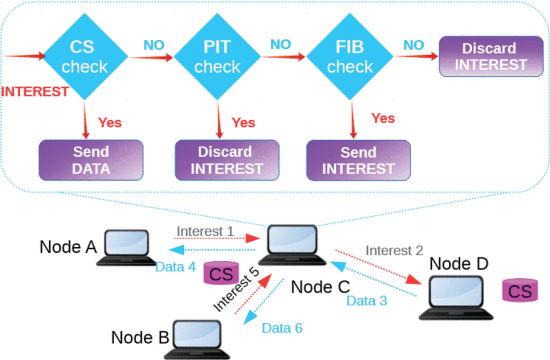 CS
check
NO
PIT
check
NO
FIB
check
NO
Discard
INTEREST
INTEREST
Yes
Yes
Yes
Send
DATA
Discard
INTEREST
Send
INTEREST
Interest 1
Node A
Data 4
CS
Interest 5
Node C
Interest 2
Node D
Data 3
CS
Node B
Data 6